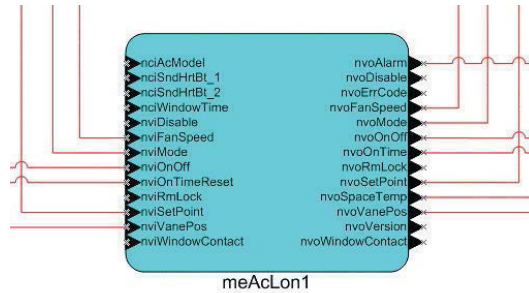 nciAcModel
nciSndHrtBt_1
nciSndHrtBt_2
nciWindowTime
nviDisable
nviFanSpeed
nviMode
nviOnOff
nviOnTimeReset
nviRmLock
nviSetPoint
nviVanePos
nviWindowContact
nvoAlarm
nvoDisable
nvoErrCode
nvoFanSpeed
nvoMode
nvoOnOff
nvoOnTime
nvoRmLock
nvoSetPoint
nvoSpaceTemp
nvoVanePos
nvoVersion
nvoWindowContact
meAcLon1